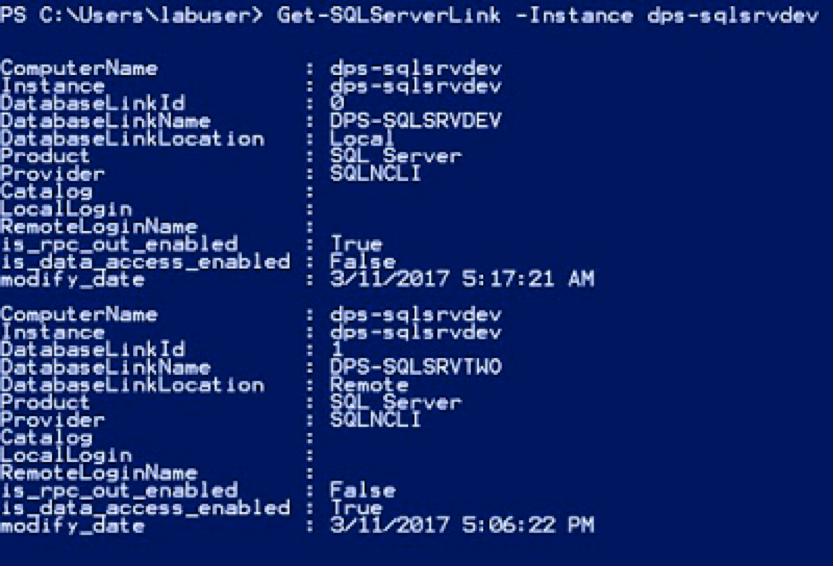 PS C:\Users\labuser> Get-SQLServerLink -Instance dps-sqlsrvdev
ComputerName : dps-sqlsrvdev
Instance : dps-sqlsrvdev
DatabaseLinkId : 0
DatabaseLinkName : DPS-SQLSRVDEV
DatabaseLinkLocation : Local
Product : SQL Server
Provider : SQLNCLI
Catalog :
LocalLogin :
RemoteLoginName :
is_rpc_out_enabled : True
is_data_access_enabled : False
modify_date : 3/11/2017 5:17:21 AM
ComputerName : dps-sqlsrvdev
Instance : dps-sqlsrvdev
DatabaseLinkId : 1
DatabaseLinkName : DPS-SQLSRVTWO
DatabaseLinkLocation : Remote
Product : SQL Server
Provider : SQLNCLI
Catalog :
LocalLogin :
RemoteLoginName :
is_rpc_out_enabled : False
is_data_access_enabled : True
modify_date : 3/11/2017 5:06:22 PM